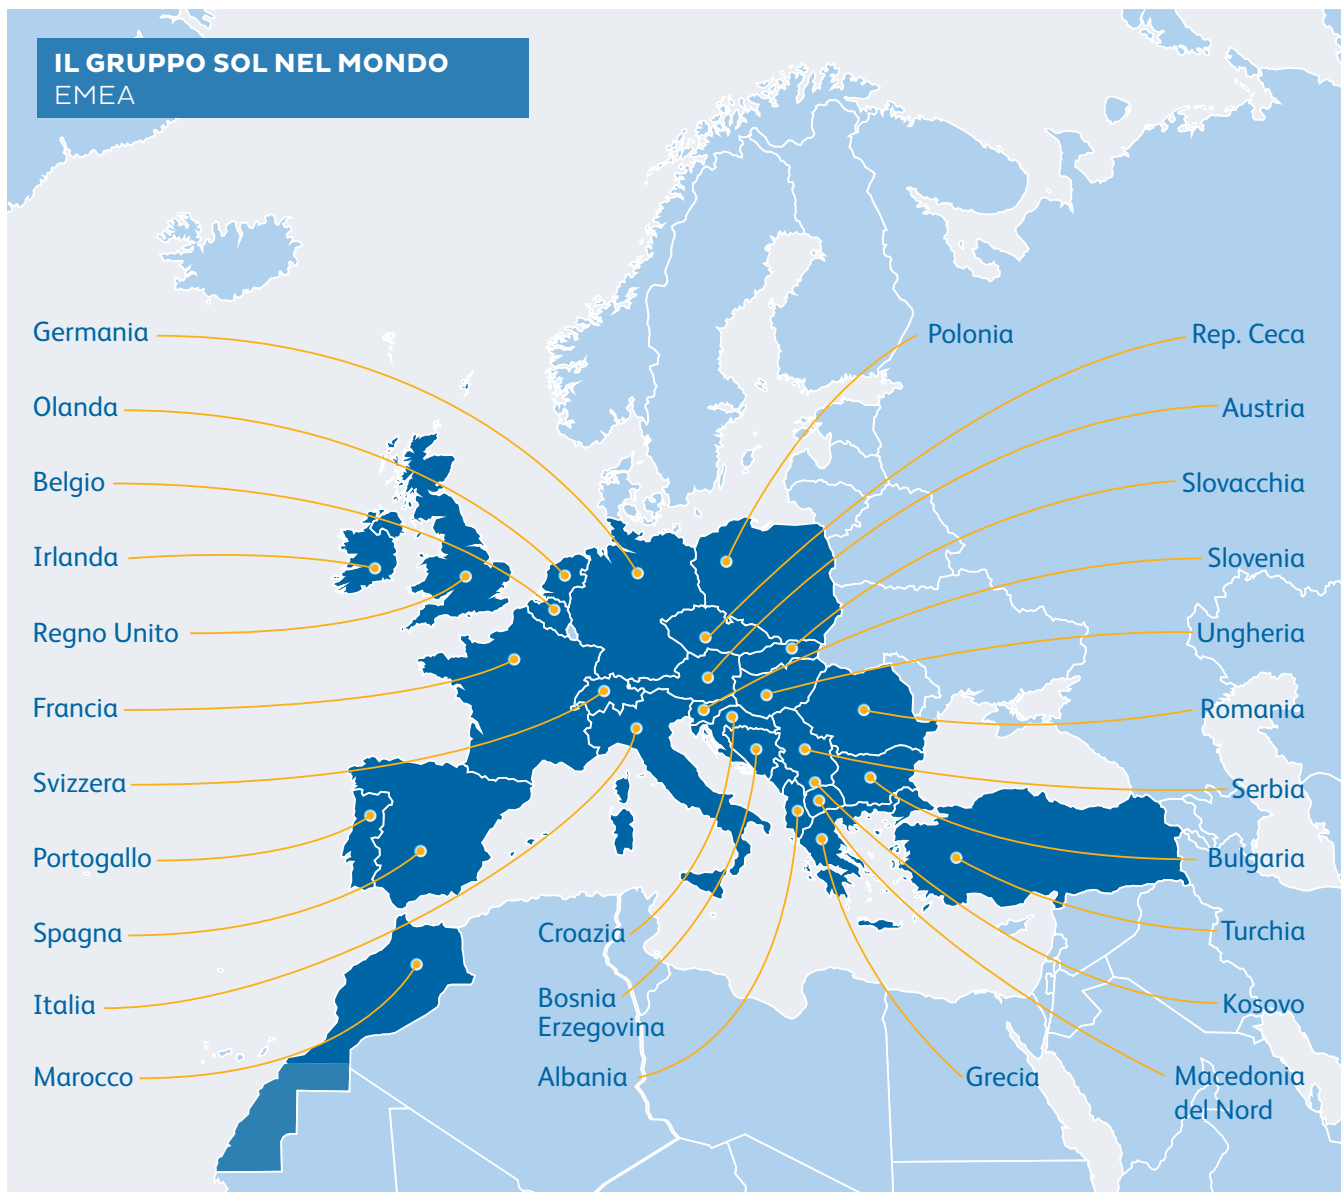 IL GRUPPO SOL NEL MONDO
EMEA
Germania
Olanda
Belgio
Irlanda
Regno Unito
Francia
Svizzera
Portogallo
Spagna
Italia
Marocco
Croazia
Bosnia
Erzegovina
Albania
Grecia
Polonia
Rep. Ceca
Austria
Slovacchia
Slovenia
Ungheria
Romania
Serbia
Bulgaria
Turchia
Kosovo
Macedonia
del Nord